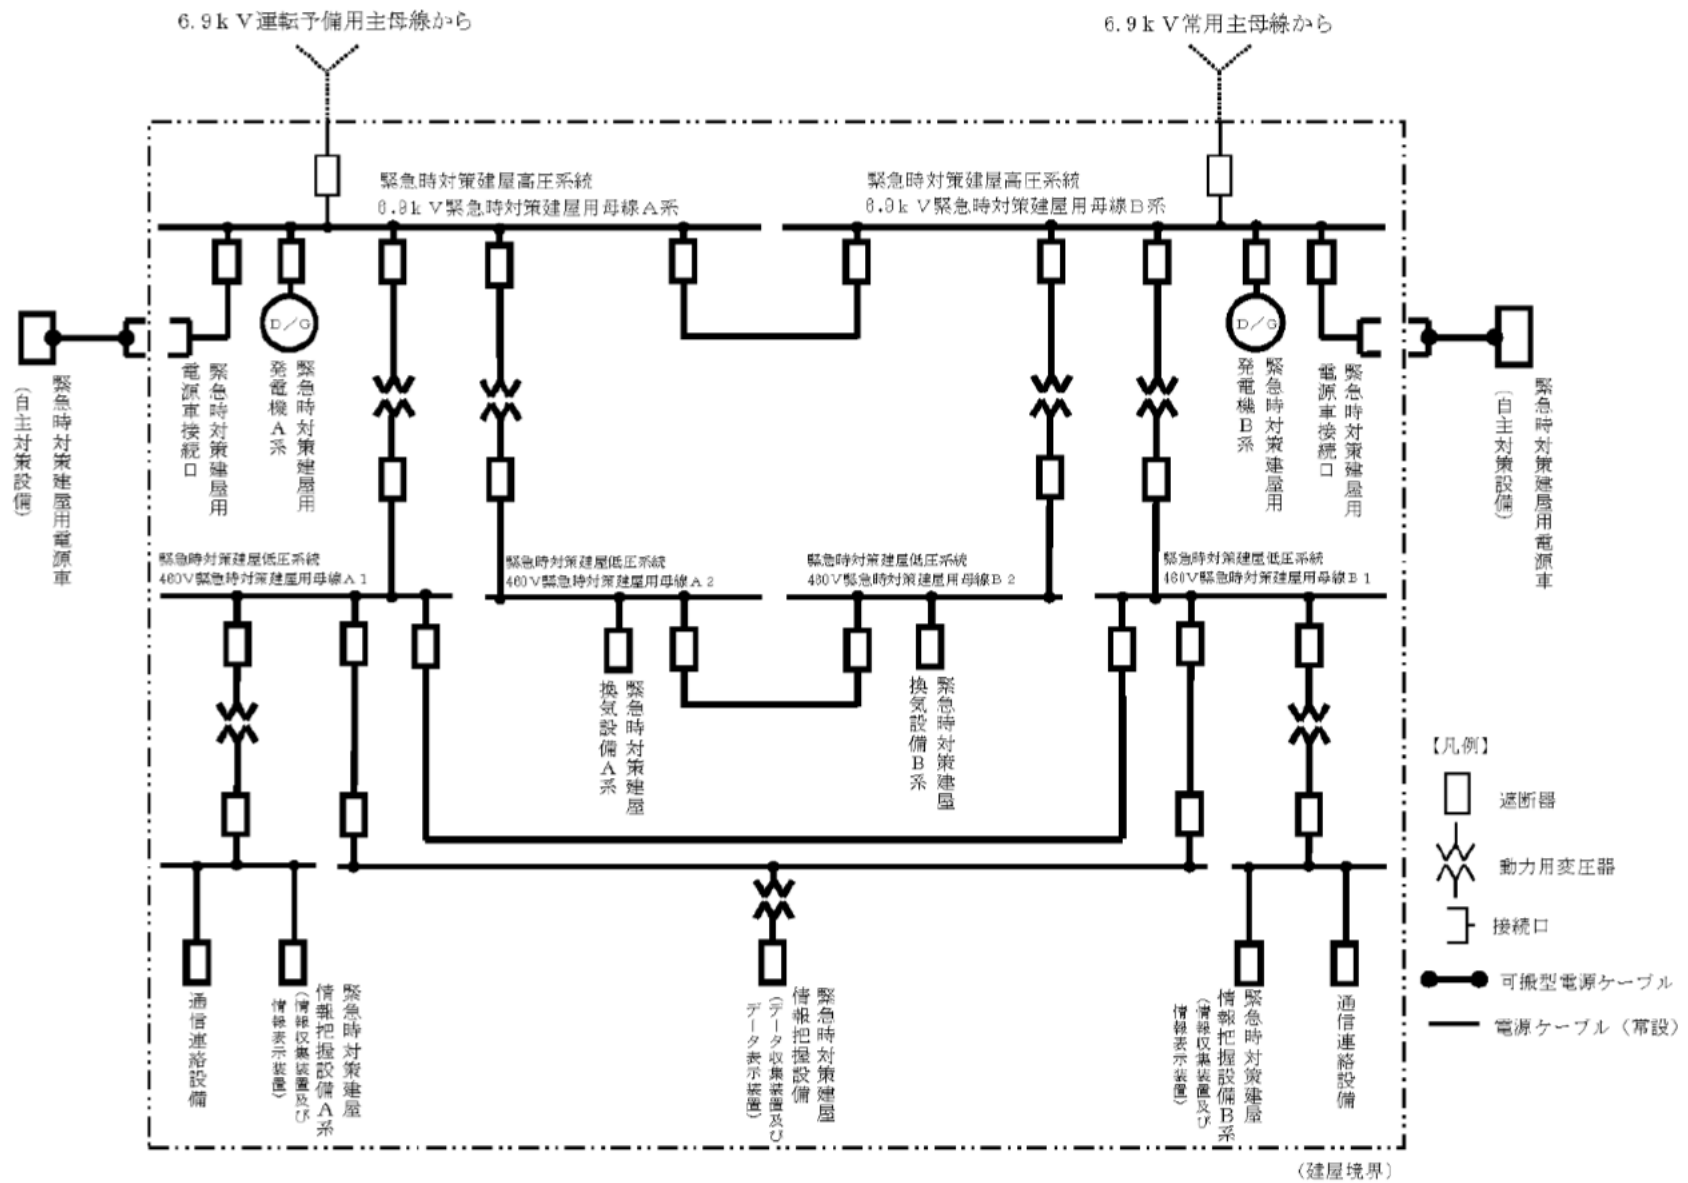 6.9kV運転予備用主母線から
6.9kV常用主母線から
緊急時対策建屋高圧系統
6.9kV緊急時対策建屋用母線A系
緊急時対策建屋高圧系統
6.9kV緊急時対策建屋用母線B系
緊急時対策建屋用電源車
(自主対策設備)
緊急時対策建屋用
電源車接続口
D/G
緊急時対策建屋用
発電機A系
D/G
緊急時対策建屋用
発電機B系
緊急時対策建屋用
電源車接続口
緊急時対策建屋用電源車
(自主対策設備)
緊急時対策建屋低圧系統
460V緊急時対策建屋用母線A1
緊急時対策建屋低圧系統
460V緊急時対策建屋用母線A2
緊急時対策建屋低圧系統
460V緊急時対策建屋用母線B2
緊急時対策建屋低圧系統
460V緊急時対策建屋用母線B1
緊急時対策建屋
換気設備A系
緊急時対策建屋
換気設備B系
通信連絡設備
緊急時対策建屋
情報把握設備A系
(情報収集装置及び
情報表示装置)
緊急時対策建屋
情報把握設備
(データ収集装置及び
データ表示装置)
緊急時対策建屋
情報把握設備B系
(情報収集装置及び
情報表示装置)
通信連絡設備
【凡例】
遮断器
動力用変圧器
接続口
可搬型電源ケーブル
電源ケーブル(常設)
(建屋境界)